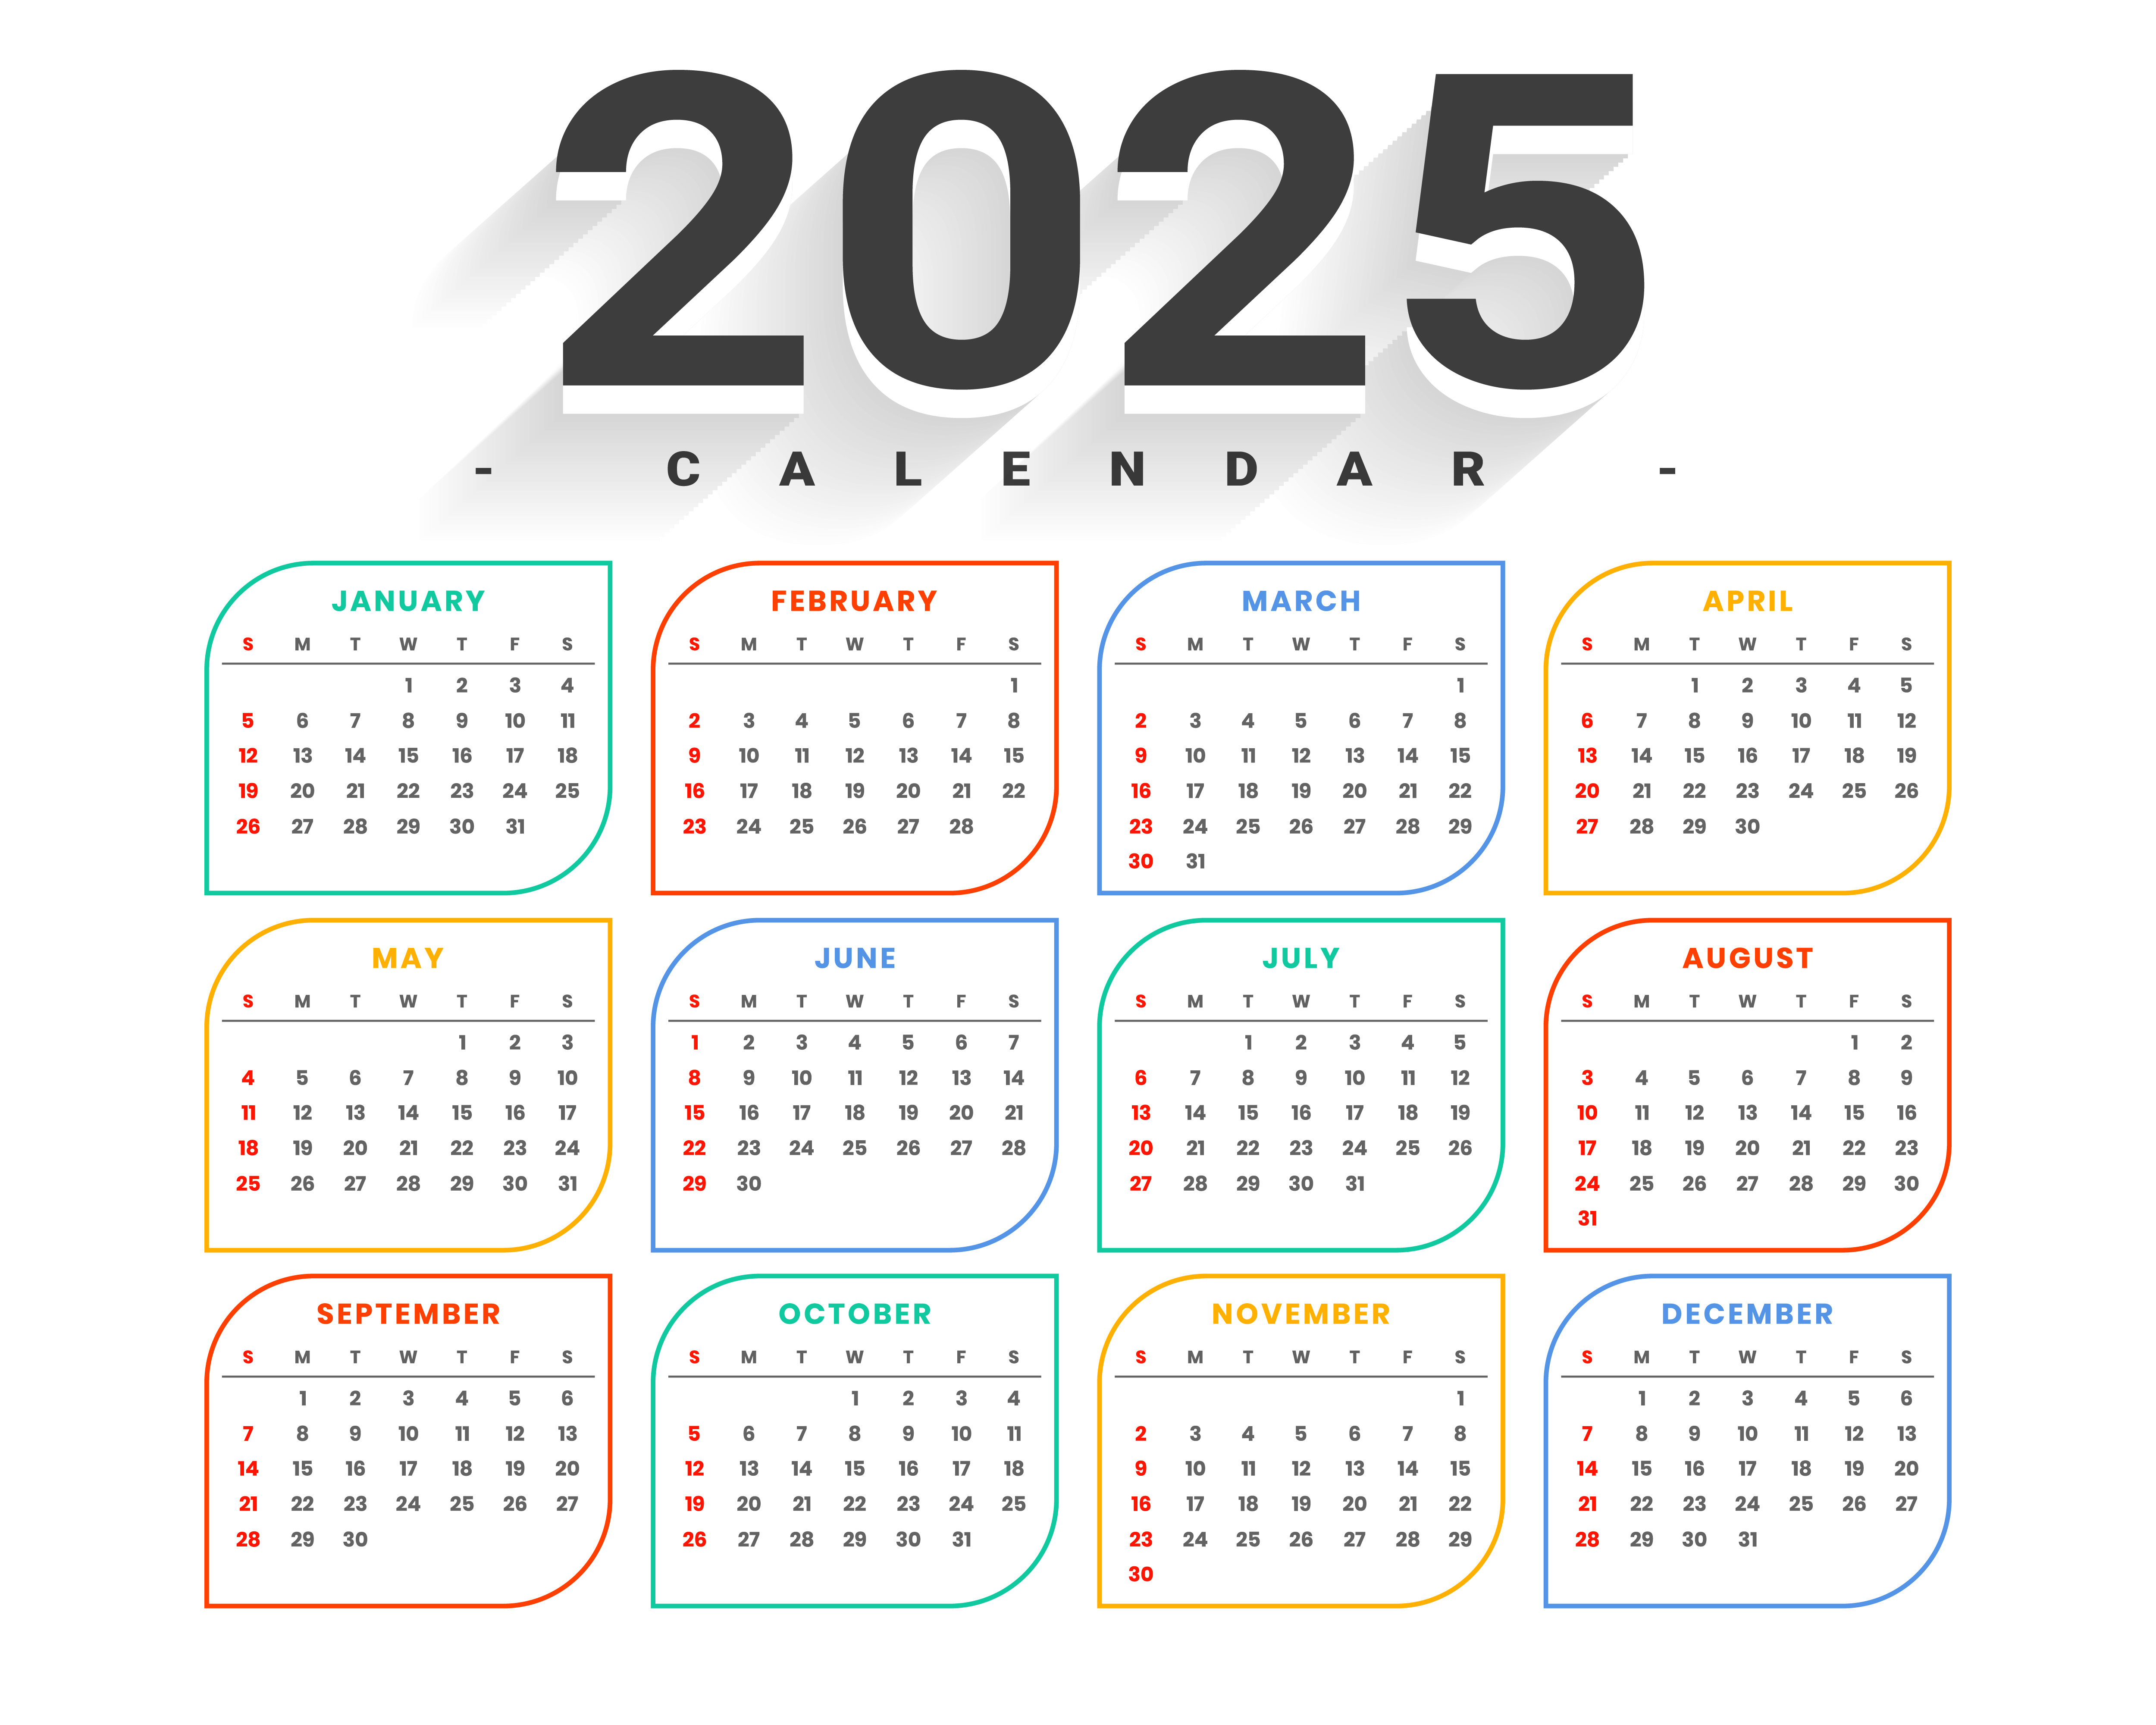 2025
- CALENDAR -
JANUARY
S M T W T F S
1 2 3 4
5 6 7 8 9 10 11
12 13 14 15 16 17 18
19 20 21 22 23 24 25
26 27 28 29 30 31
FEBRUARY
S M T W T F S
1
2 3 4 5 6 7 8
9 10 11 12 13 14 15
16 17 18 19 20 21 22
23 24 25 26 27 28
MARCH
S M T W T F S
1
2 3 4 5 6 7 8
9 10 11 12 13 14 15
16 17 18 19 20 21 22
23 24 25 26 27 28 29
30 31
APRIL
S M T W T F S
1 2 3 4 5
6 7 8 9 10 11 12
13 14 15 16 17 18 19
20 21 22 23 24 25 26
27 28 29 30
MAY
S M T W T F S
1 2 3
4 5 6 7 8 9 10
11 12 13 14 15 16 17
18 19 20 21 22 23 24
25 26 27 28 29 30 31
JUNE
S M T W T F S
1 2 3 4 5 6 7
8 9 10 11 12 13 14
15 16 17 18 19 20 21
22 23 24 25 26 27 28
29 30
JULY
S M T W T F S
1 2 3 4 5
6 7 8 9 10 11 12
13 14 15 16 17 18 19
20 21 22 23 24 25 26
27 28 29 30 31
AUGUST
S M T W T F S
1 2
3 4 5 6 7 8 9
10 11 12 13 14 15 16
17 18 19 20 21 22 23
24 25 26 27 28 29 30
31
SEPTEMBER
S M T W T F S
1 2 3 4 5 6
7 8 9 10 11 12 13
14 15 16 17 18 19 20
21 22 23 24 25 26 27
28 29 30
OCTOBER
S M T W T F S
1 2 3 4
5 6 7 8 9 10 11
12 13 14 15 16 17 18
19 20 21 22 23 24 25
26 27 28 29 30 31
NOVEMBER
S M T W T F S
1
2 3 4 5 6 7 8
9 10 11 12 13 14 15
16 17 18 19 20 21 22
23 24 25 26 27 28 29
30
DECEMBER
S M T W T F S
1 2 3 4 5 6
7 8 9 10 11 12 13
14 15 16 17 18 19 20
21 22 23 24 25 26 27
28 29 30 31